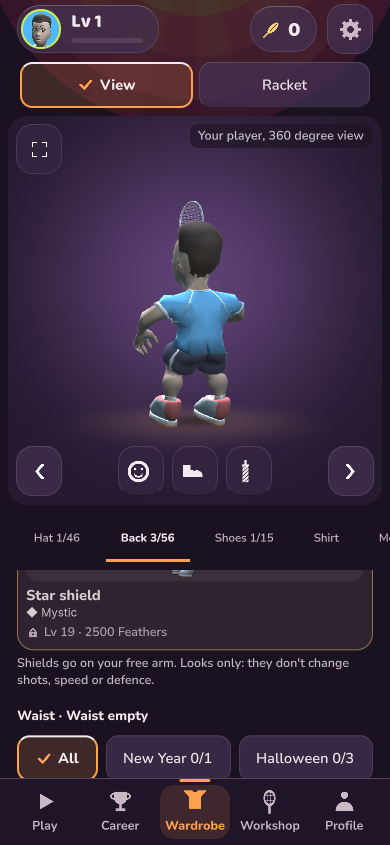 Lv 1
0
View
Racket
Your player, 360 degree view
Hat 1/46
Back 3/56
Shoes 1/15
Shirt
Star shield
Mystic
Lv 19 · 2500 Feathers
Shields go on your free arm. Looks only: they don't change
shots, speed or defence.
Waist · Waist empty
All
New Year 0/1
Halloween 0/3
Play
Career
Wardrobe
Workshop
Profile